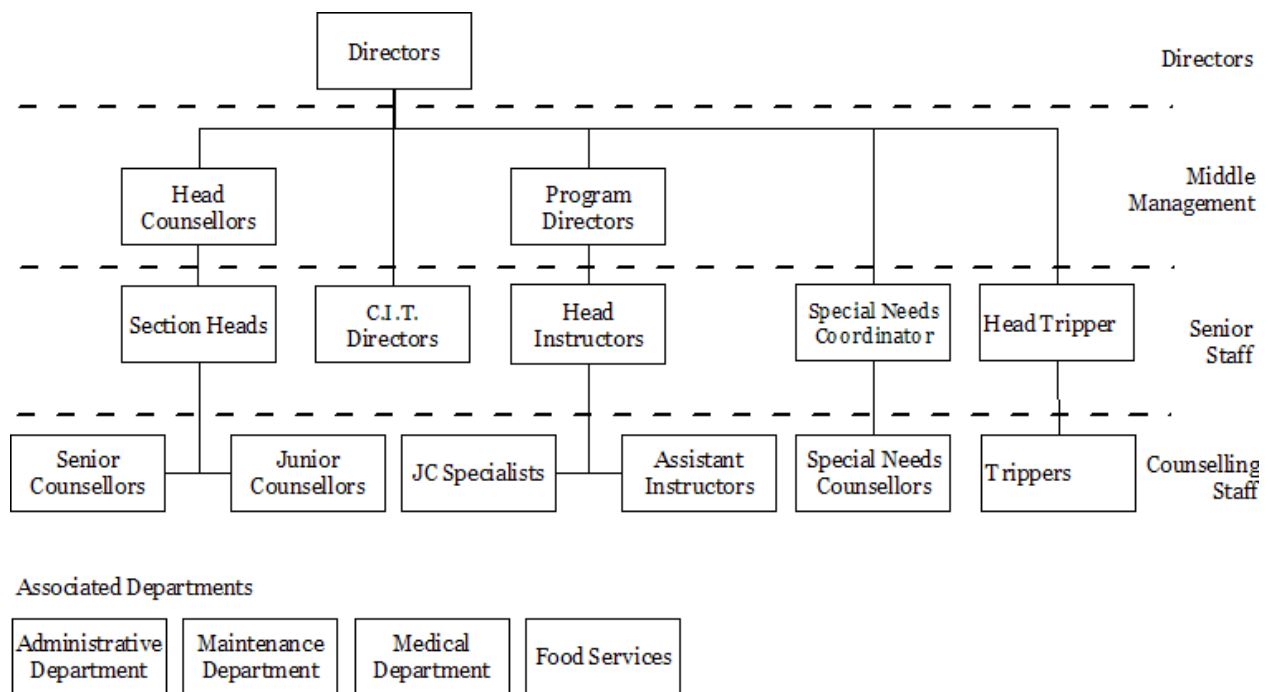 Directors
Directors
Head
Counsellors
Program
Directors
Middle
Management
Section Heads
C.I.T.
Directors
Head
Instructors
Special Needs
Coordinator
Head Tripper
Senior
Staff
Senior
Counsellors
Junior
Counsellors
JC Specialists
Assistant
Instructors
Special Needs
Counsellors
Trippers
Counselling
Staff
Associated Departments
Administrative
Department
Maintenance
Department
Medical
Department
Food Services